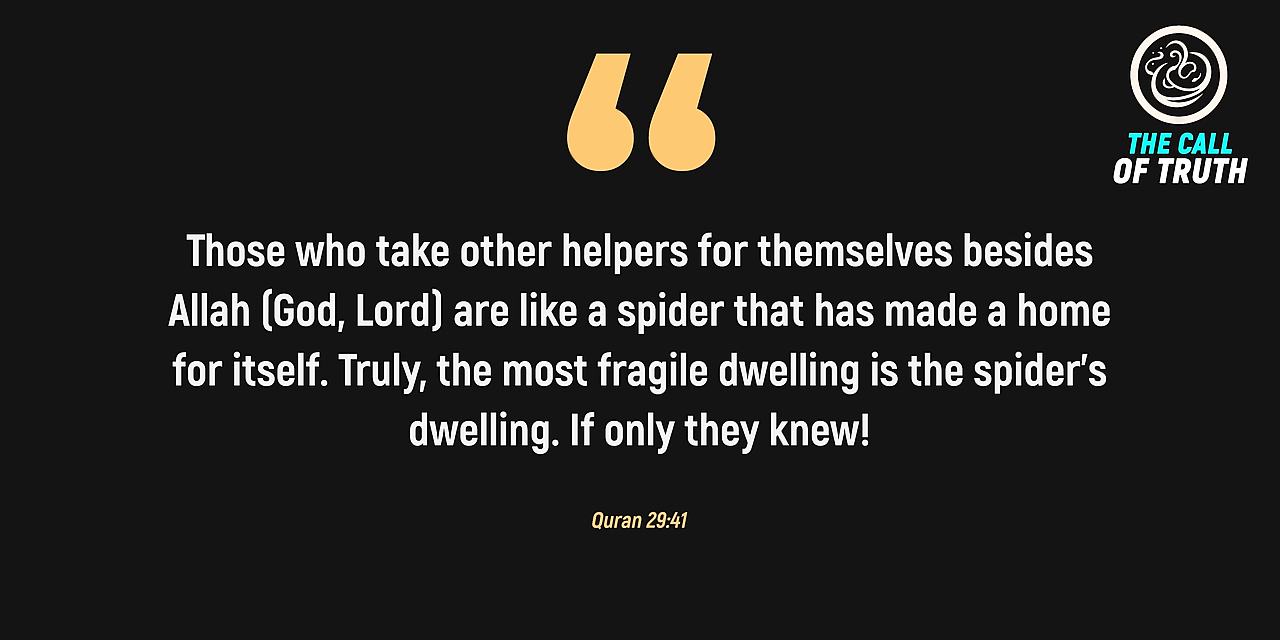 THE CALL
OF TRUTH
Those who take other helpers for themselves besides
Allah (God, Lord) are like a spider that has made a home
for itself. Truly, the most fragile dwelling is the spider’s
dwelling. If only they knew!
Quran 29:41